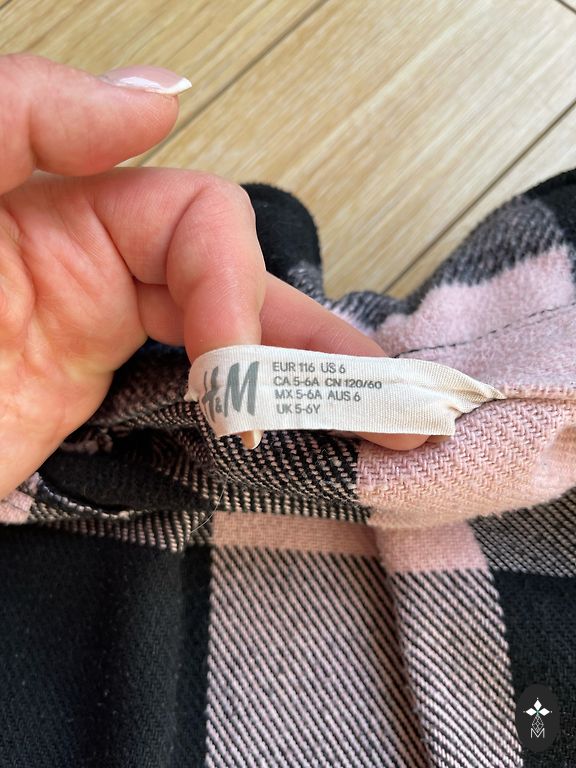 H&M
EUR 116 US 6
CA 5-6A CN 120/60
MX 5-6A AUS 6
UK 5-6Y
M